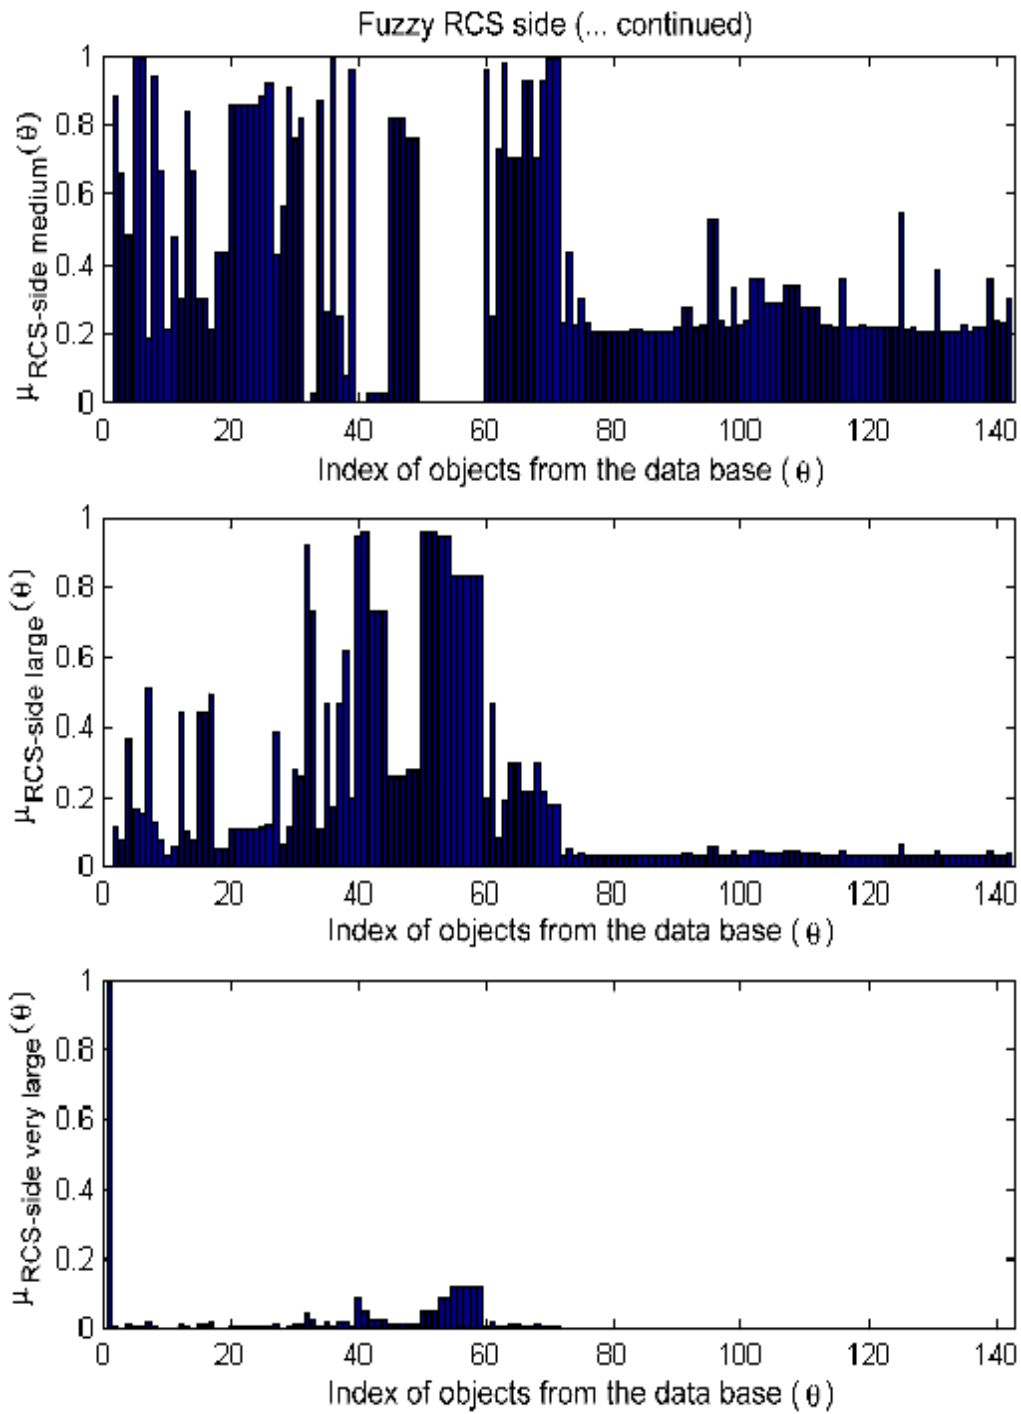 Fuzzy RCS side (... continued)
μRCS-side medium(θ)
1
0.8
0.6
0.4
0.2
0
0 20 40 60 80 100 120 140
Index of objects from the data base (θ)
μRCS-side large(θ)
1
0.8
0.6
0.4
0.2
0
0 20 40 60 80 100 120 140
Index of objects from the data base (θ)
μRCS-side very large(θ)
1
0.8
0.6
0.4
0.2
0
0 20 40 60 80 100 120 140
Index of objects from the data base (θ)